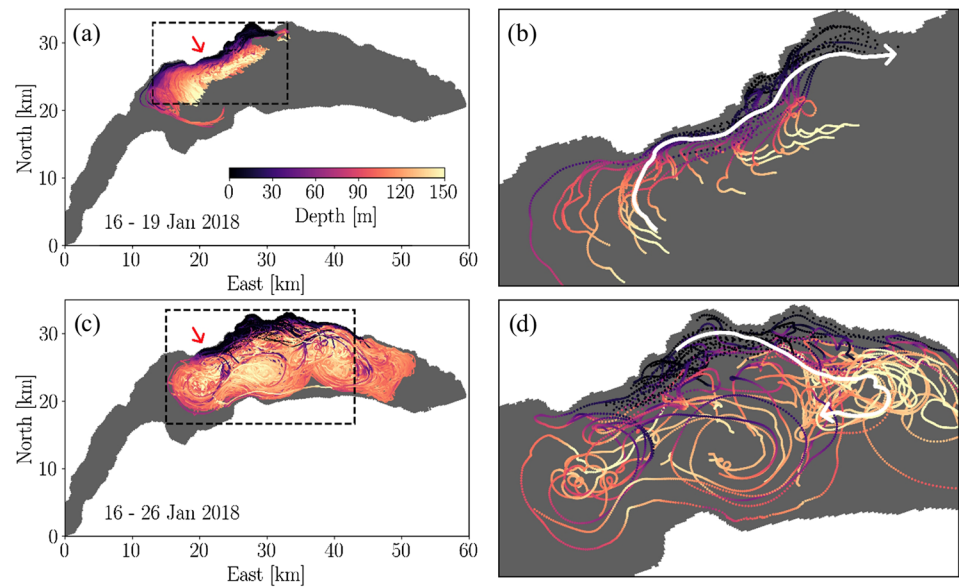 (a)
(b)
30
20
10
0
North [km]
0 30 60 90 120 150
Depth [m]
16 - 19 Jan 2018
0 10 20 30 40 50 60
East [km]
(c)
(d)
30
20
10
0
North [km]
16 - 26 Jan 2018
0 10 20 30 40 50 60
East [km]